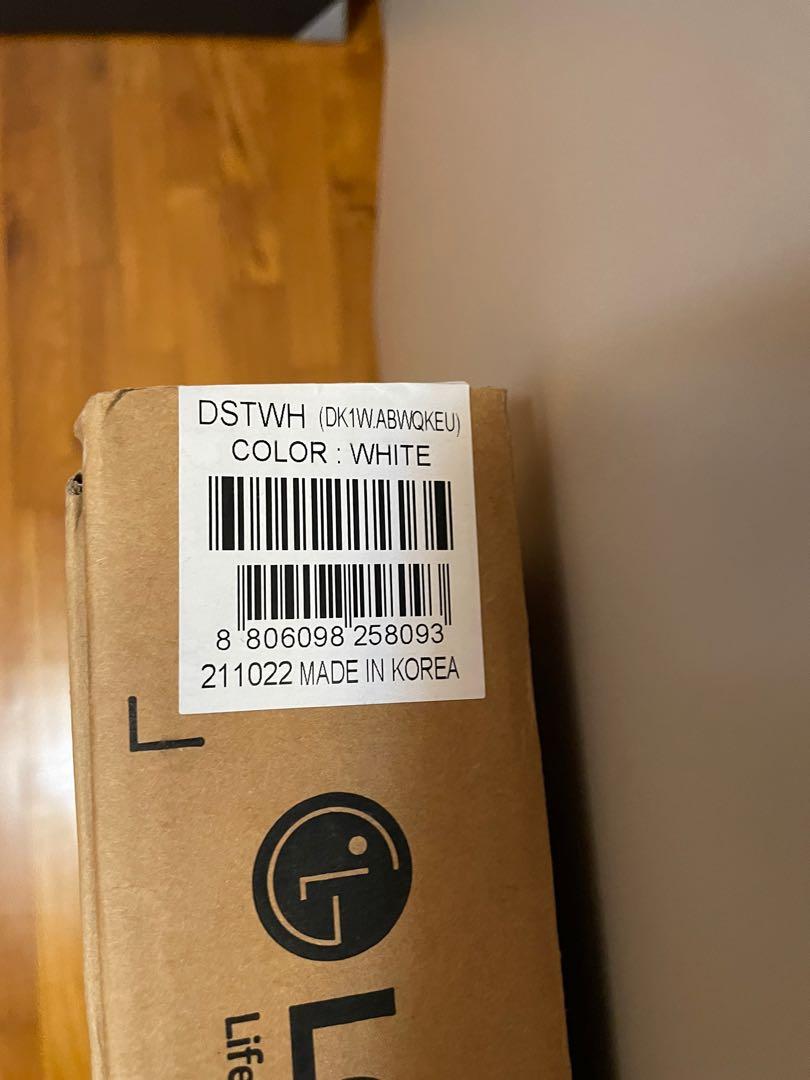 DSTWH (DK1W.ABWQKEU)
COLOR : WHITE
8 806098 258093
211022 MADE IN KOREA
L
LG
Life